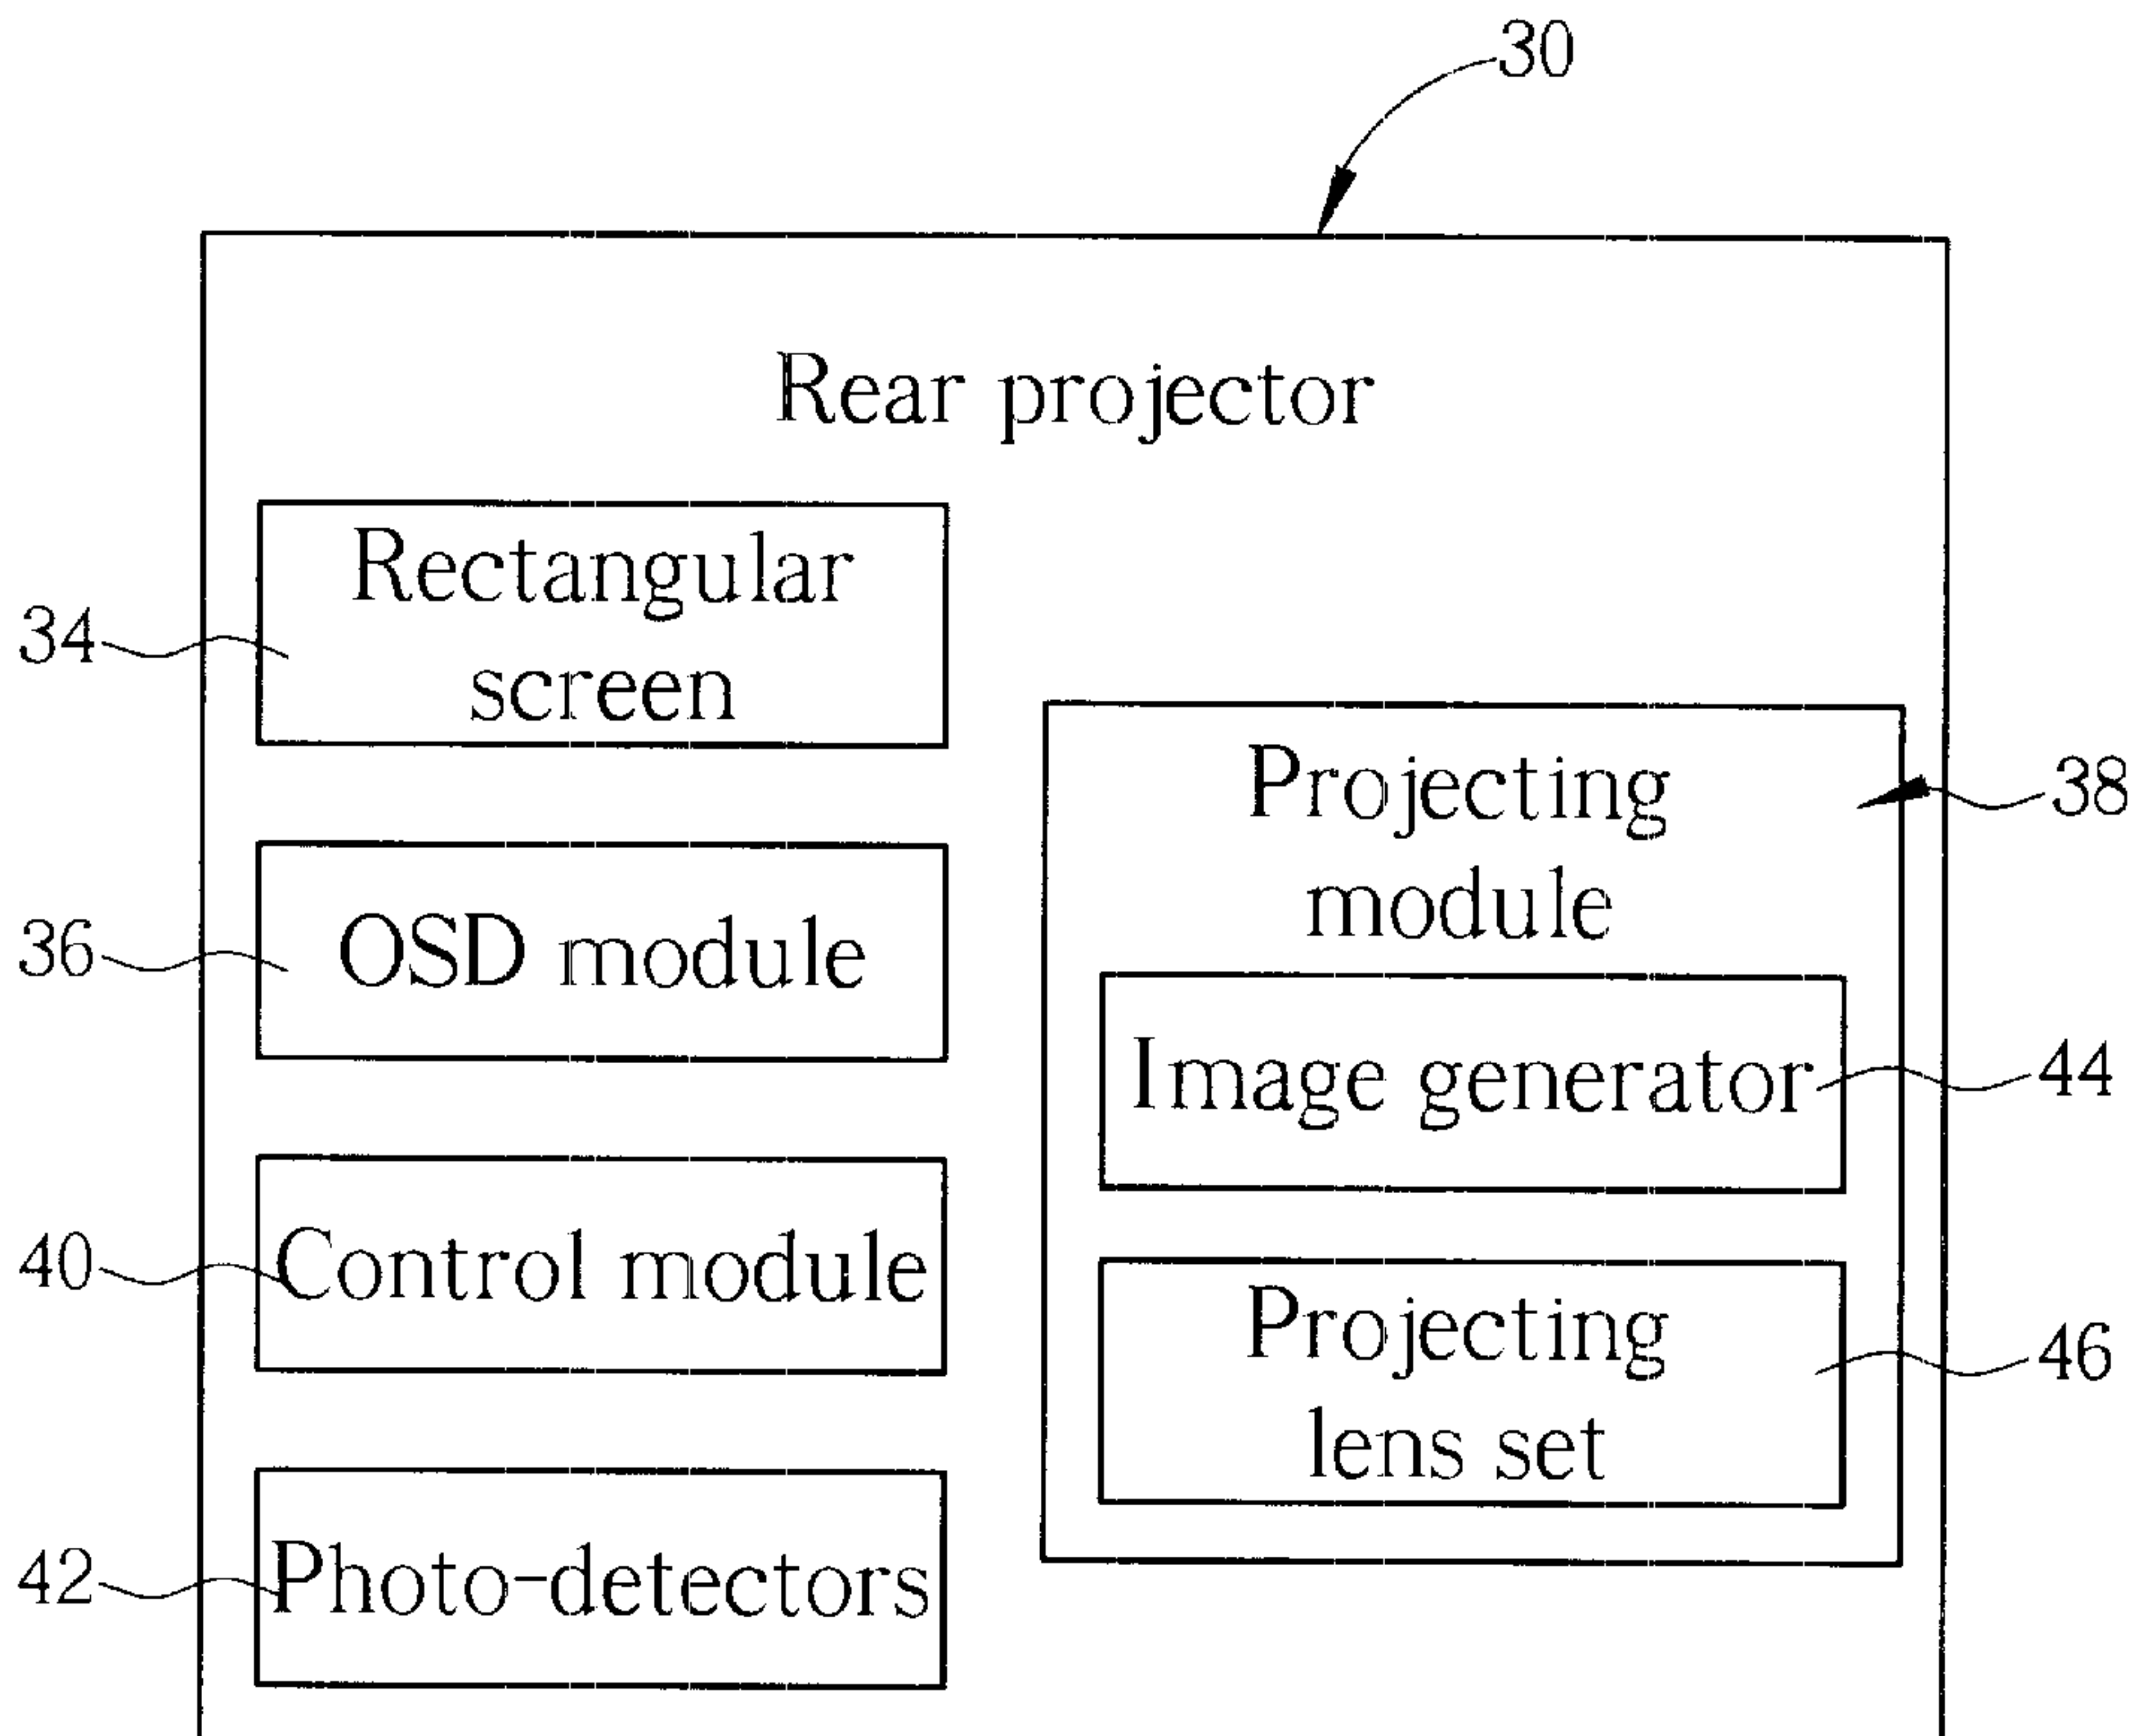 30
Rear projector
34
Rectangular
screen
36
OSD module
40
Control module
42
Photo-detectors
Projecting
module
38
Image generator
44
Projecting
lens set
46